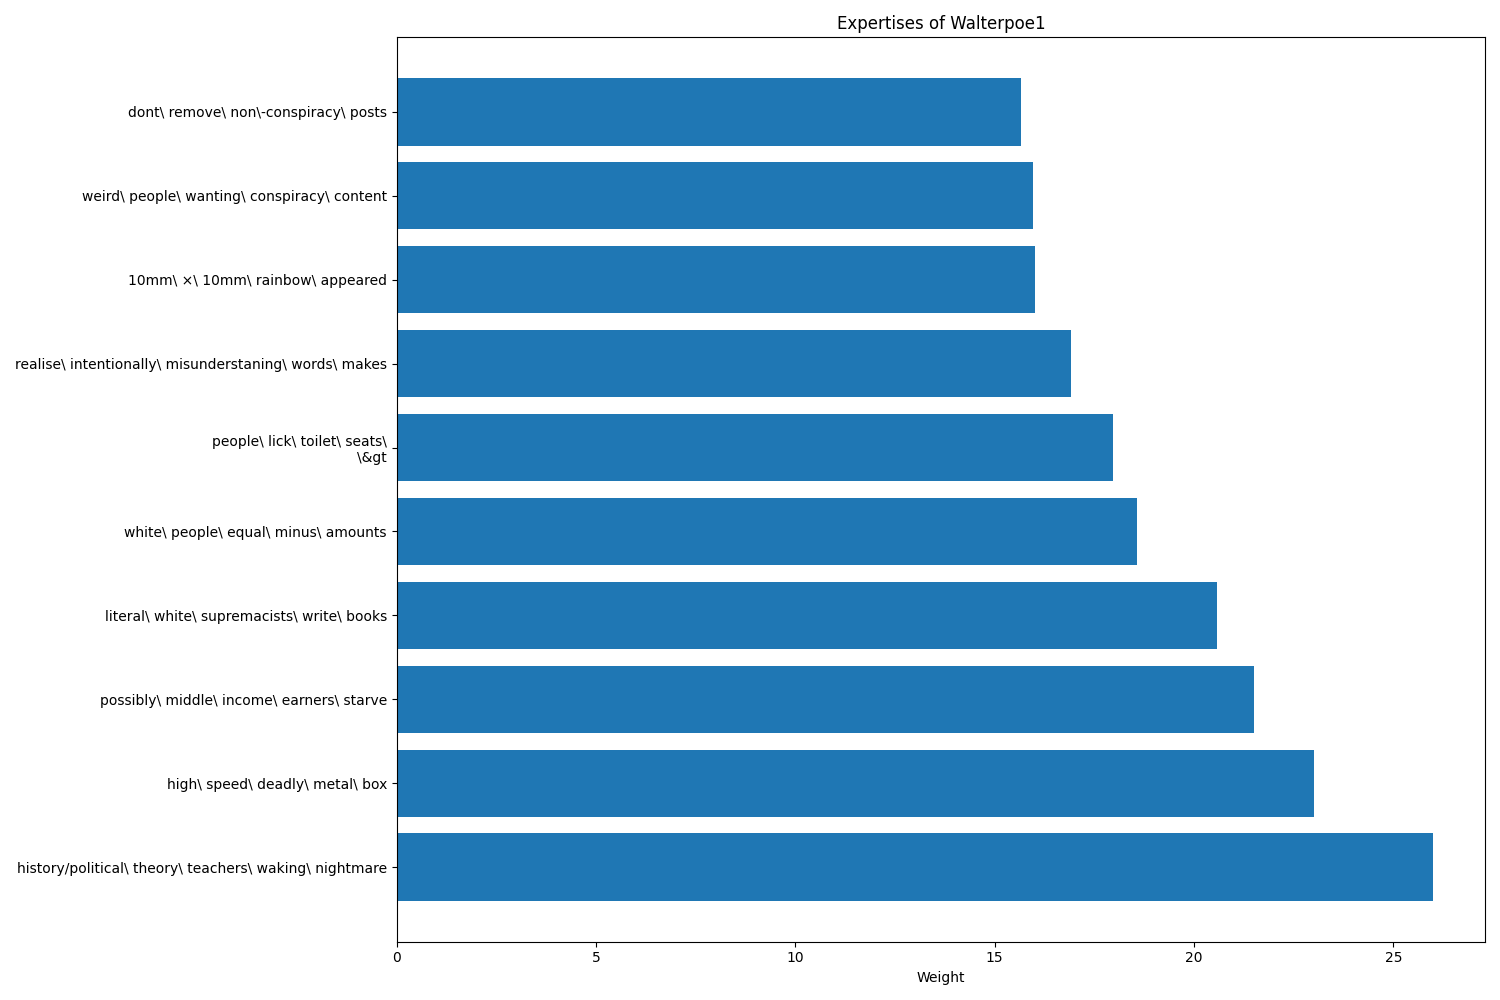 Expertises of Walterpoe1
dont\ remove\ non\-conspiracy\ posts
weird\ people\ wanting\ conspiracy\ content
10mm\ ×\ 10mm\ rainbow\ appeared
realise\ intentionally\ misunderstaning\ words\ makes
people\ lick\ toilet\ seats\
\&gt
white\ people\ equal\ minus\ amounts
literal\ white\ supremacists\ write\ books
possibly\ middle\ income\ earners\ starve
high\ speed\ deadly\ metal\ box
history/political\ theory\ teachers\ waking\ nightmare
0 5 10 15 20 25
Weight